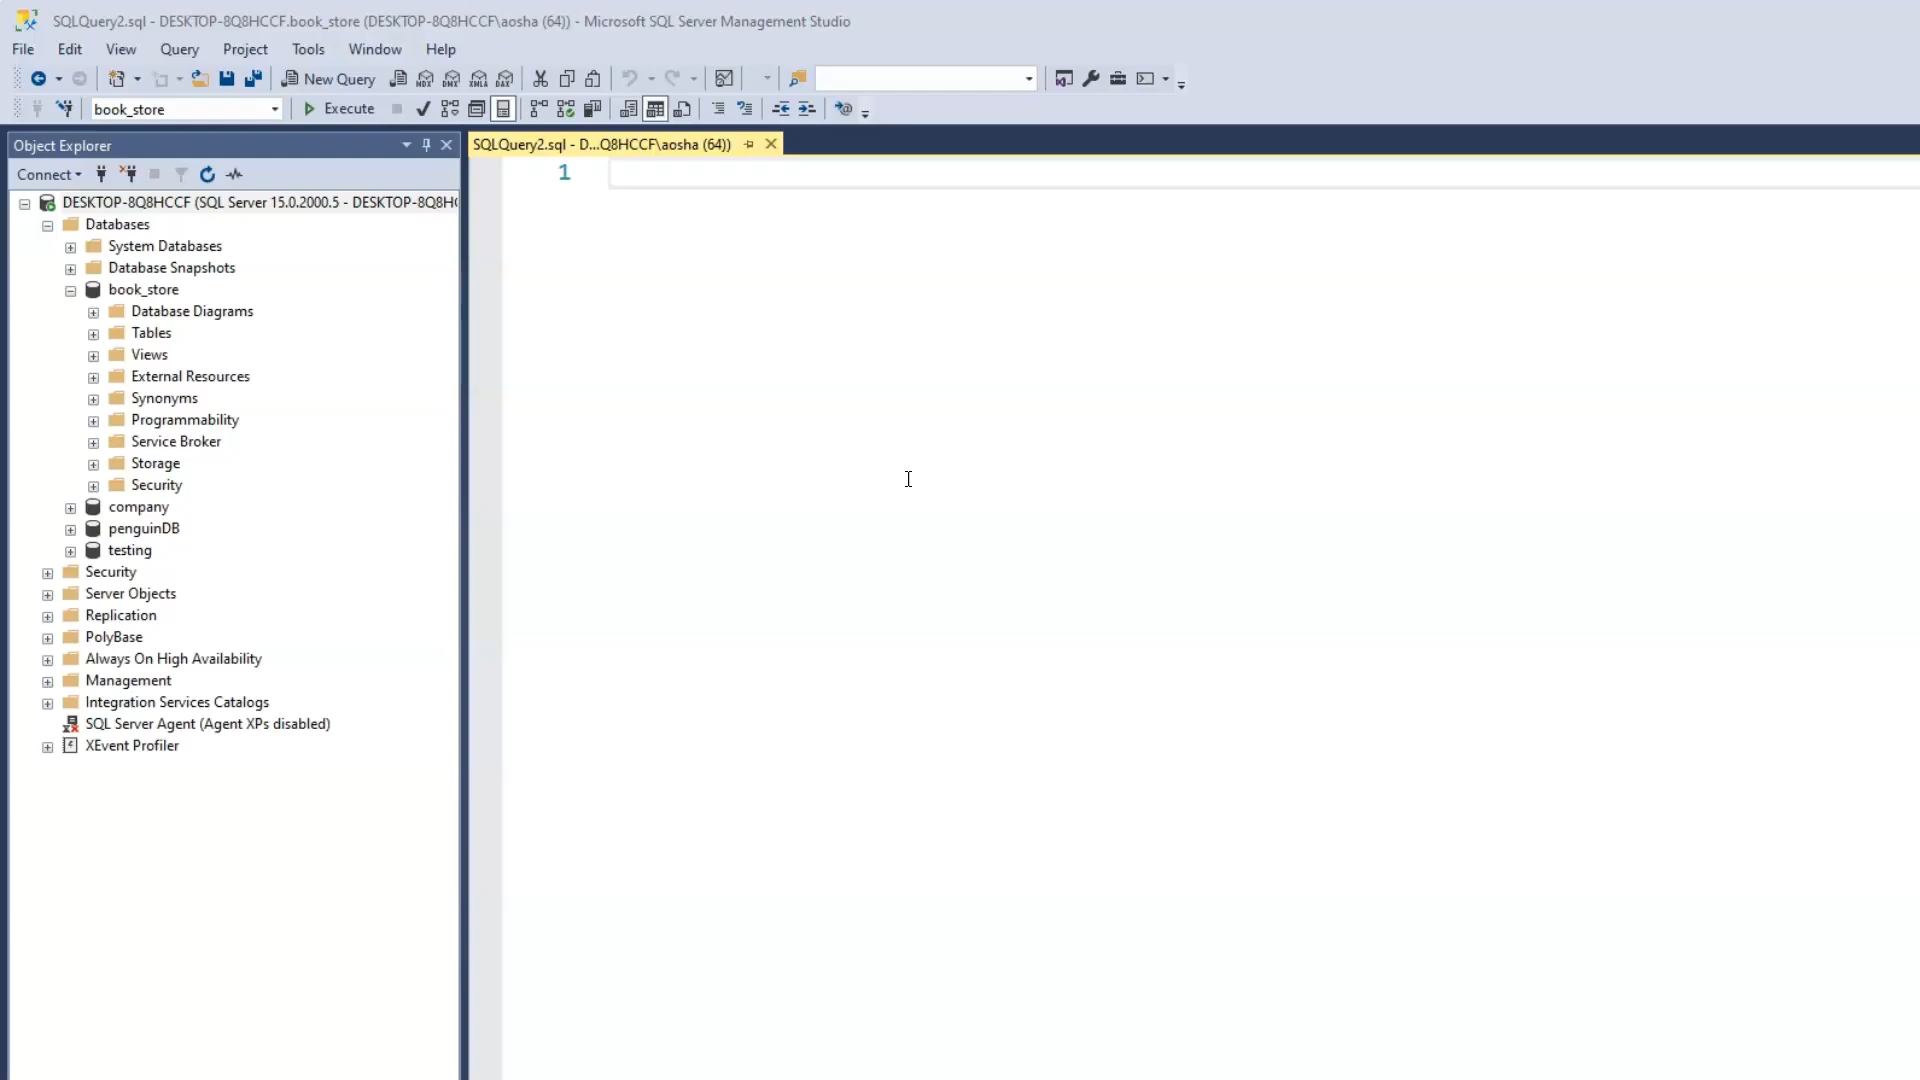 SQLQuery2.sql - DESKTOP-8Q8HCCF.book_store (DESKTOP-8Q8HCCF\aosha (64)) - Microsoft SQL Server Management Studio
File Edit View Query Project Tools Window Help
New Query
book_store Execute
Object Explorer
SQLQuery2.sql - D...Q8HCCF\aosha (64))
Connect
1
DESKTOP-8Q8HCCF (SQL Server 15.0.2000.5 - DESKTOP-8Q8H
Databases
System Databases
Database Snapshots
book_store
Database Diagrams
Tables
Views
External Resources
Synonyms
Programmability
Service Broker
Storage
Security
company
penguinDB
testing
Security
Server Objects
Replication
PolyBase
Always On High Availability
Management
Integration Services Catalogs
SQL Server Agent (Agent XPs disabled)
XEvent Profiler